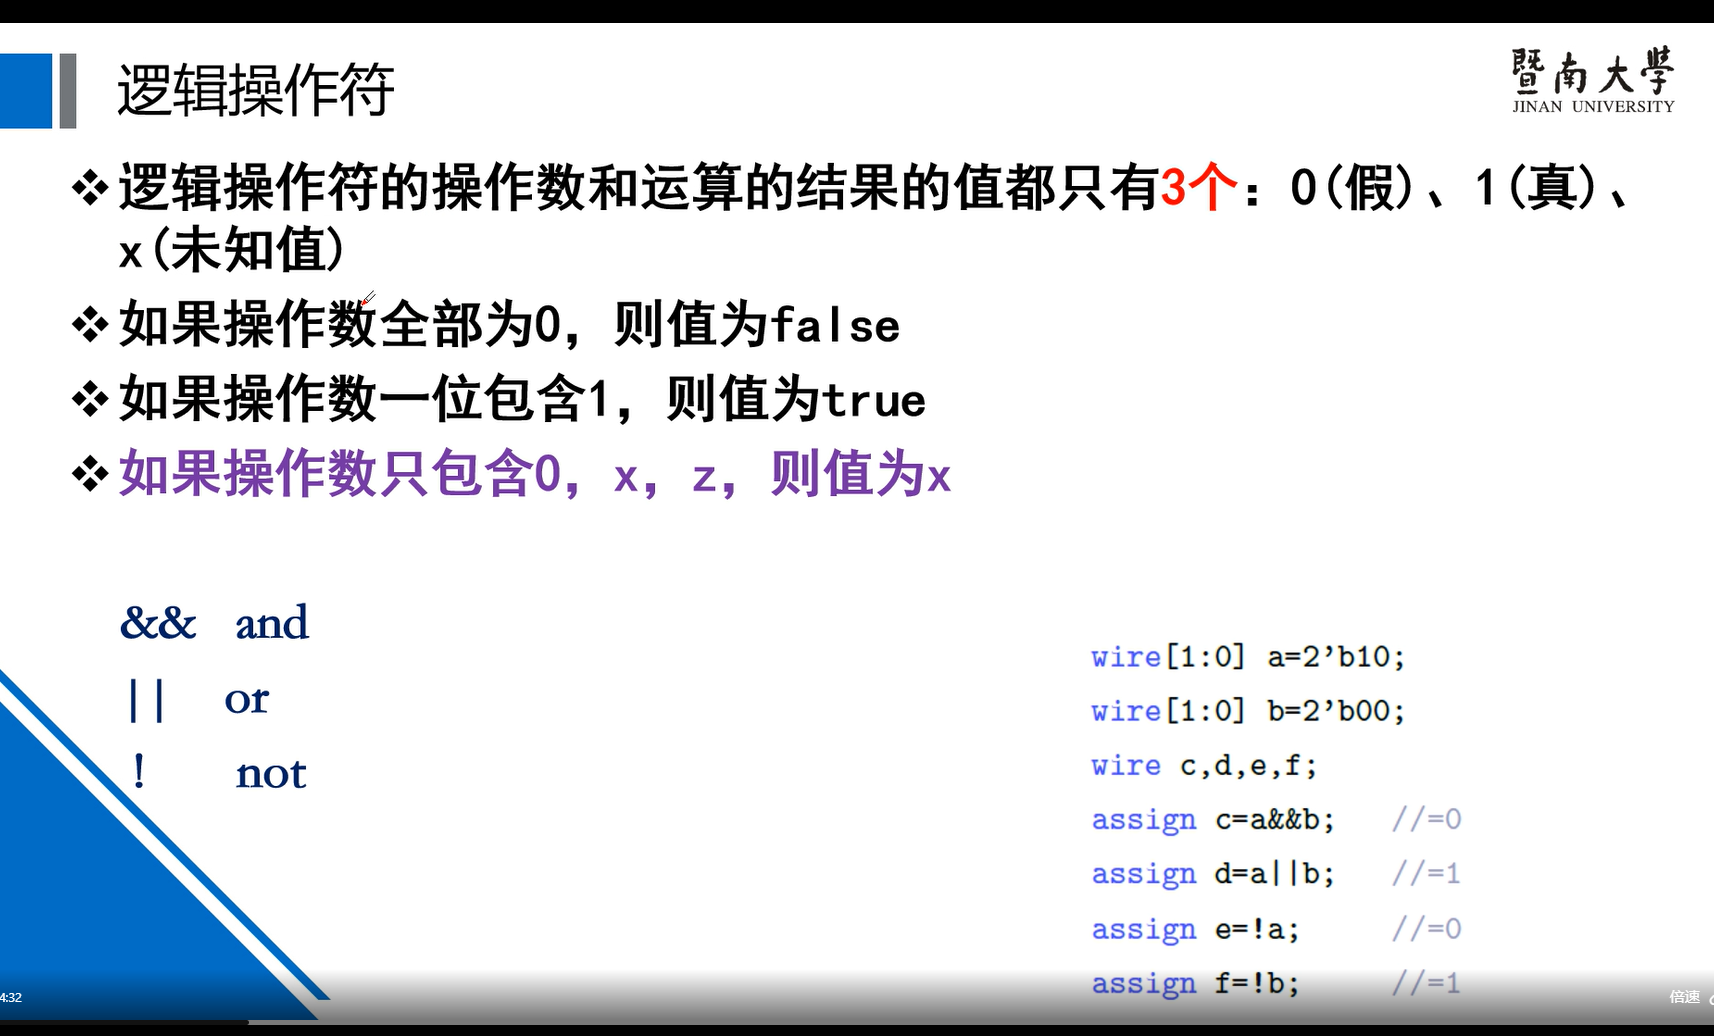 逻辑操作符
暨南大学
JINAN UNIVERSITY
❖逻辑操作符的操作数和运算的结果的值都只有3个：0(假)、1(真)、
x(未知值)
❖如果操作数全部为0，则值为false
❖如果操作数一位包含1，则值为true
❖如果操作数只包含0，x，z，则值为x
&& and
|| or
! not
wire[1:0] a=2’b10;
wire[1:0] b=2’b00;
wire c,d,e,f;
assign c=a&&b; //=0
assign d=a||b; //=1
assign e=!a; //=0
assign f=!b; //=1
4:32
倍速